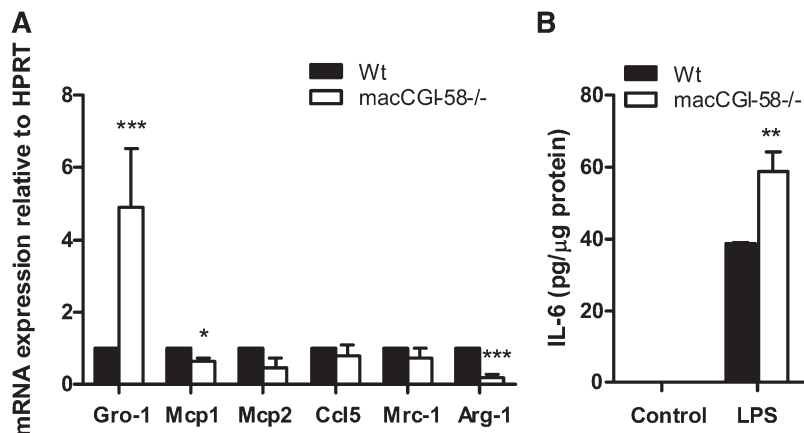 A
mRNA expression relative to HPRT
Wt
macCGI-58-/-
8
6
4
2
0
***
*
***
Gro-1 Mcp1 Mcp2 Ccl5 Mrc-1 Arg-1
B
IL-6 (pg/μg protein)
Wt
macCGI-58-/-
80
60
40
20
0
**
Control LPS